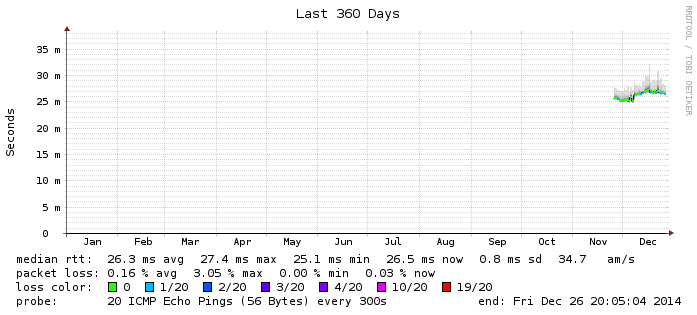 Last 360 Days
RRDTOOL / TOBI OETIKER
Seconds
35 m
30 m
25 m
20 m
15 m
10 m
5 m
0
Jan Feb Mar Apr May Jun Jul Aug Sep Oct Nov Dec
median rtt: 26.3 ms avg 27.4 ms max 25.1 ms min 26.5 ms now 0.8 ms sd 34.7 am/s
packet loss: 0.16 % avg 3.05 % max 0.00 % min 0.03 % now
loss color: 0 1/20 2/20 3/20 4/20 10/20 19/20
probe: 20 ICMP Echo Pings (56 Bytes) every 300s end: Fri Dec 26 20:05:04 2014